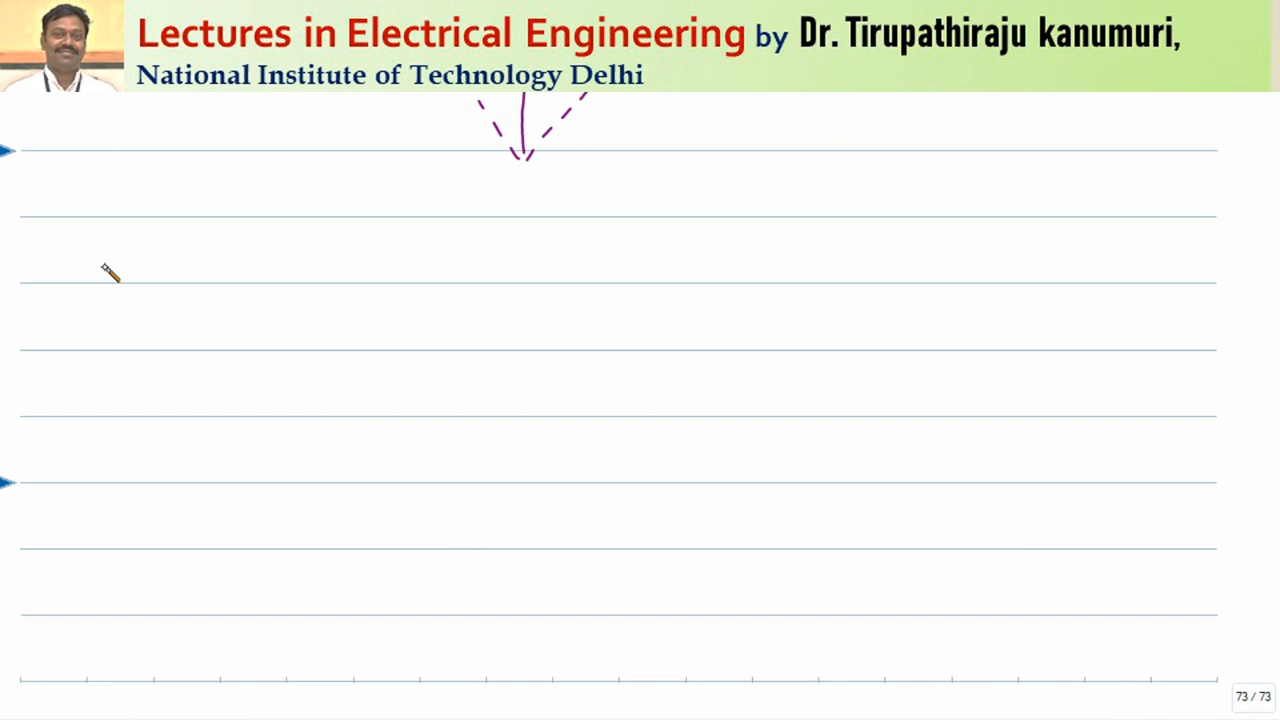 Lectures in Electrical Engineering by Dr. Tirupathiraju kanumuri,
National Institute of Technology Delhi
73 / 73